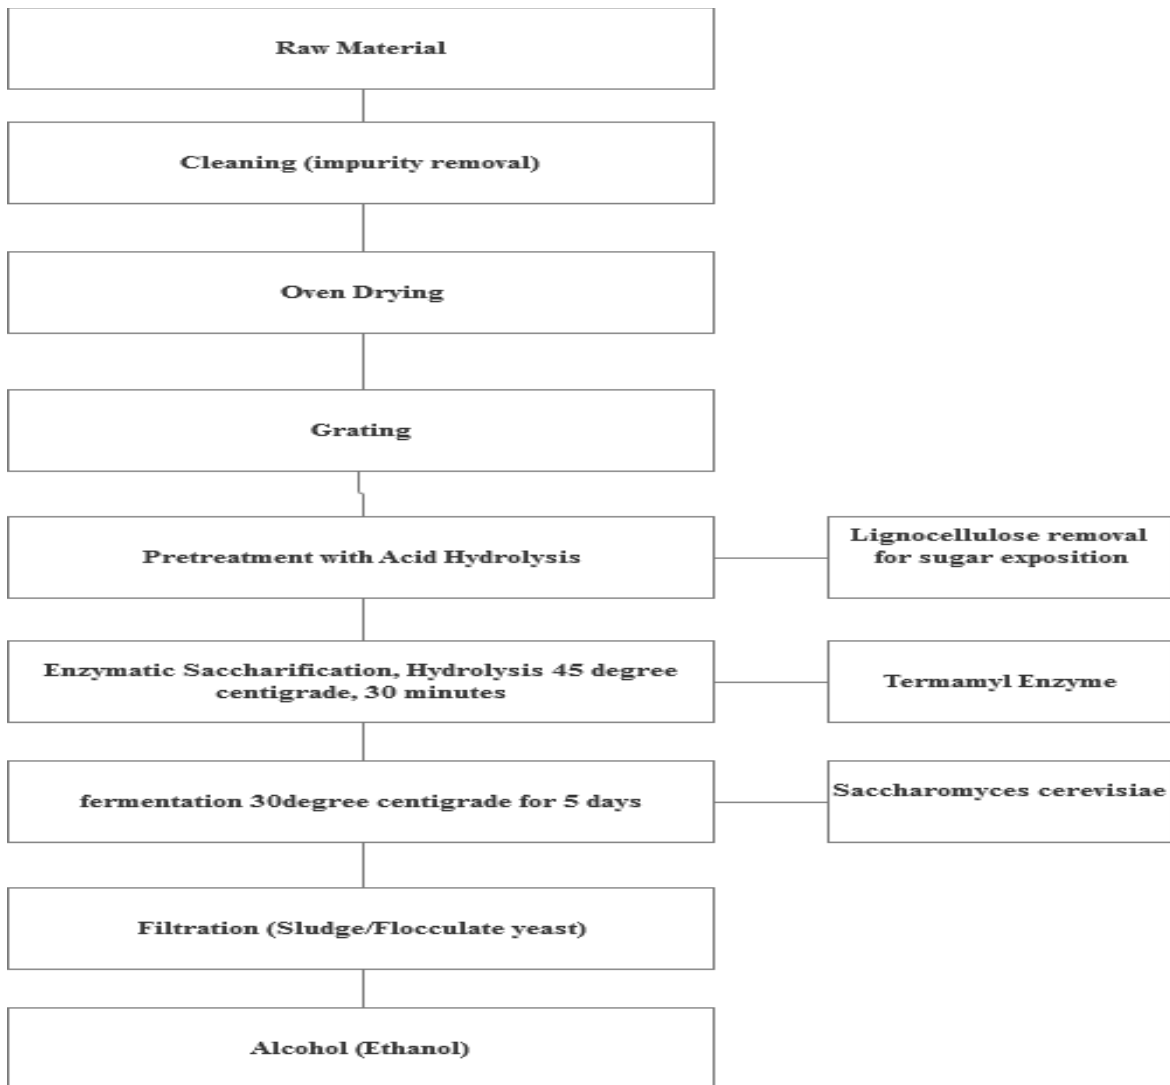 Raw Material
Cleaning (impurity removal)
Oven Drying
Grating
Pretreatment with Acid Hydrolysis
Lignocellulose removal
for sugar exposition
Enzymatic Saccharification, Hydrolysis 45 degree
centigrade, 30 minutes
Termamyl Enzyme
fermentation 30degree centigrade for 5 days
Saccharomyces cerevisiae
Filtration (Sludge/Flocculate yeast)
Alcohol (Ethanol)